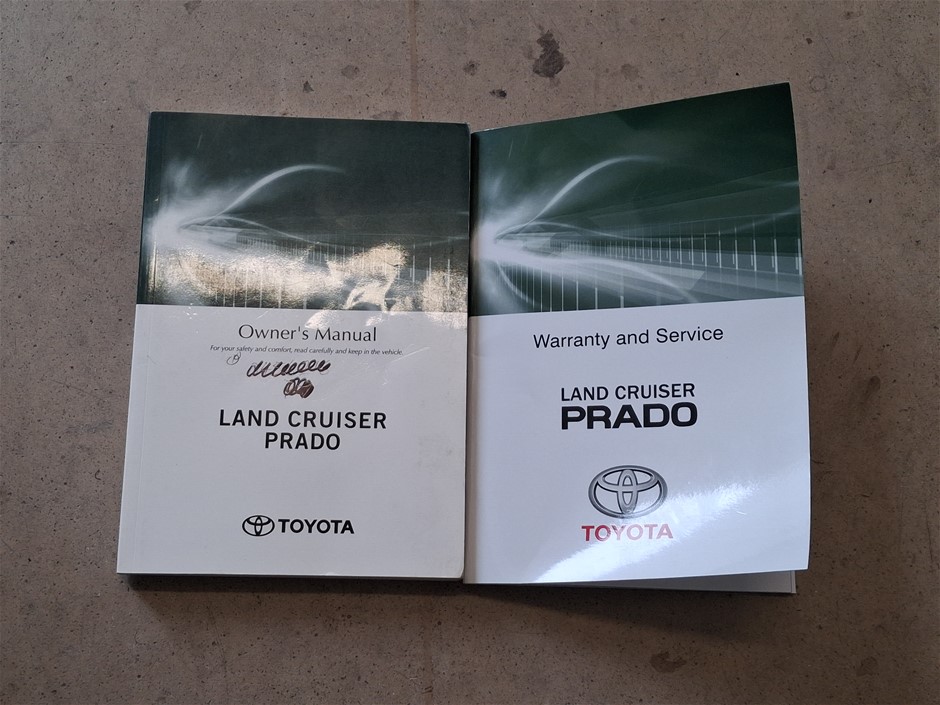 Owner's Manual
For your safety and comfort, read carefully and keep in the vehicle.
LAND CRUISER
PRADO
TOYOTA
Warranty and Service
LAND CRUISER
PRADO
TOYOTA